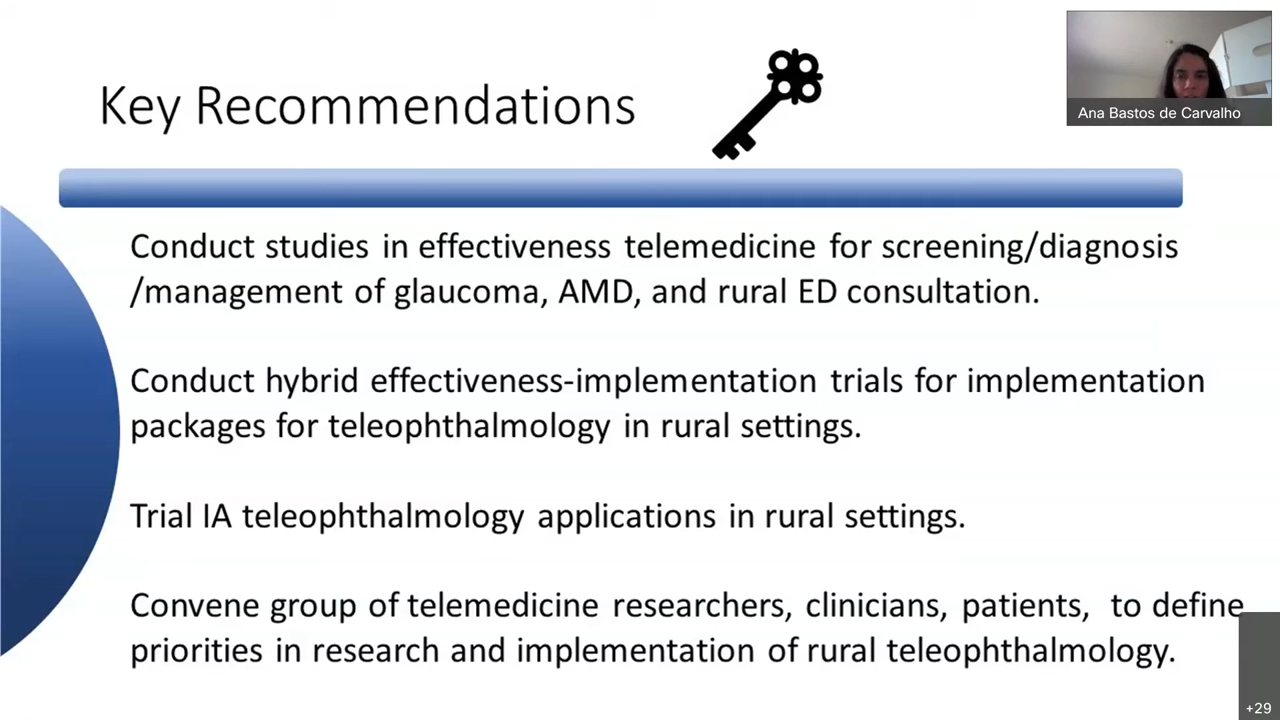 Key Recommendations
Ana Bastos de Carvalho
Conduct studies in effectiveness telemedicine for screening/diagnosis
/management of glaucoma, AMD, and rural ED consultation.
Conduct hybrid effectiveness-implementation trials for implementation
packages for teleophthalmology in rural settings.
Trial IA teleophthalmology applications in rural settings.
Convene group of telemedicine researchers, clinicians, patients, to define
priorities in research and implementation of rural teleophthalmology.
+29